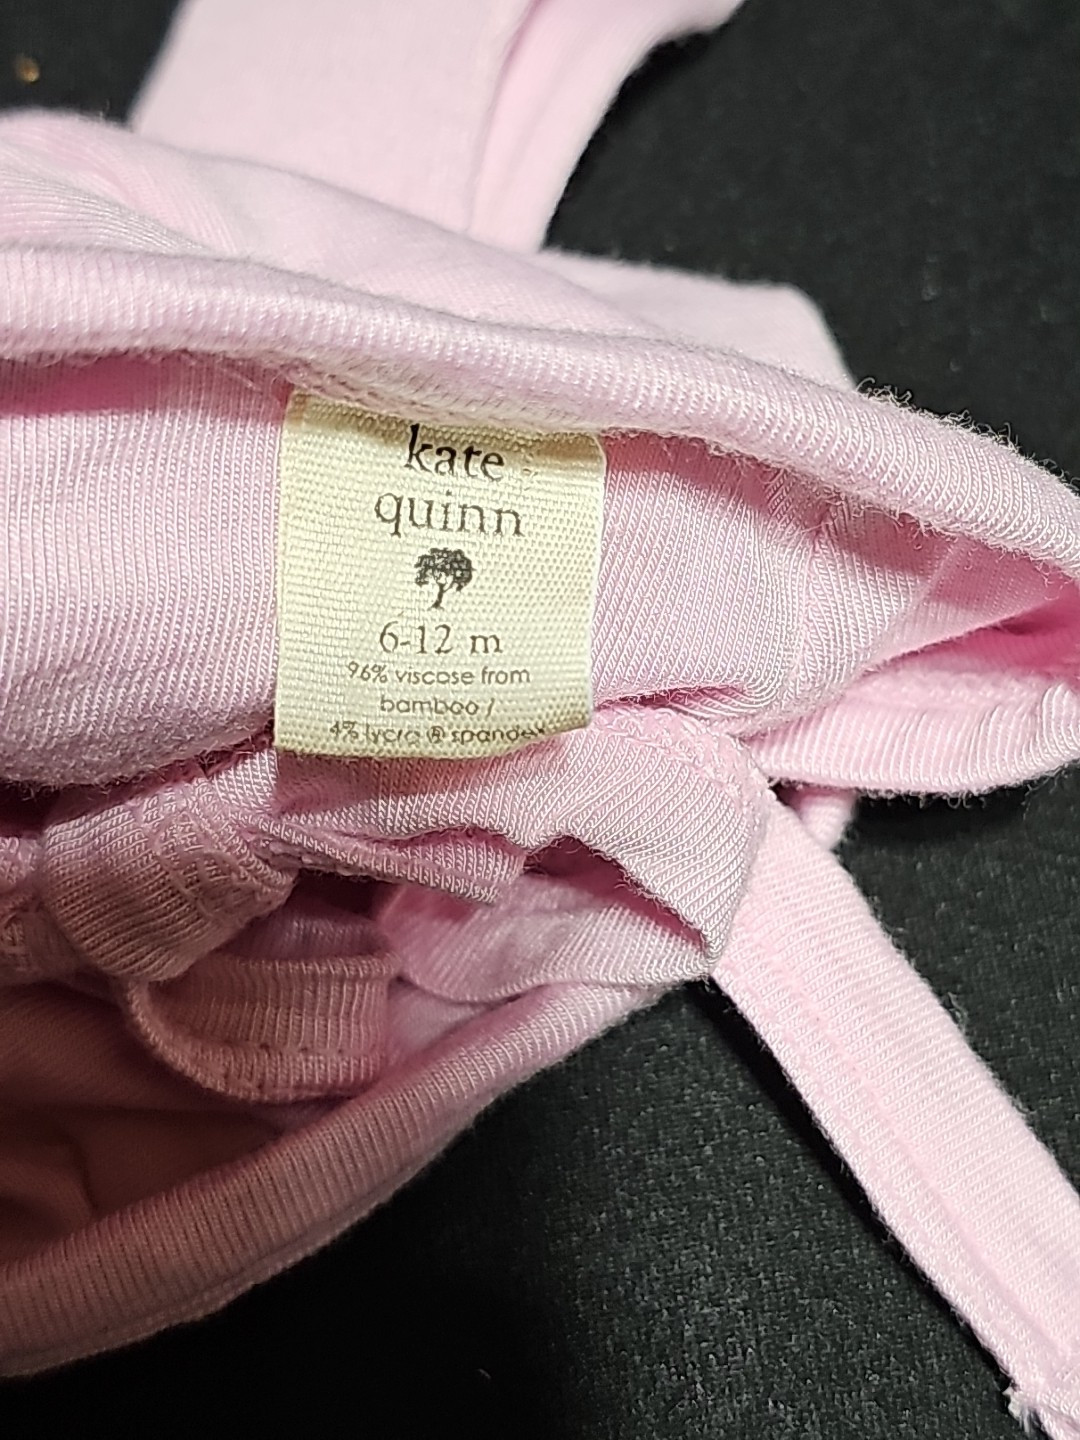 kate
quinn
6-12 m
96% viscose from
bamboo /
4% lycra ® spandex